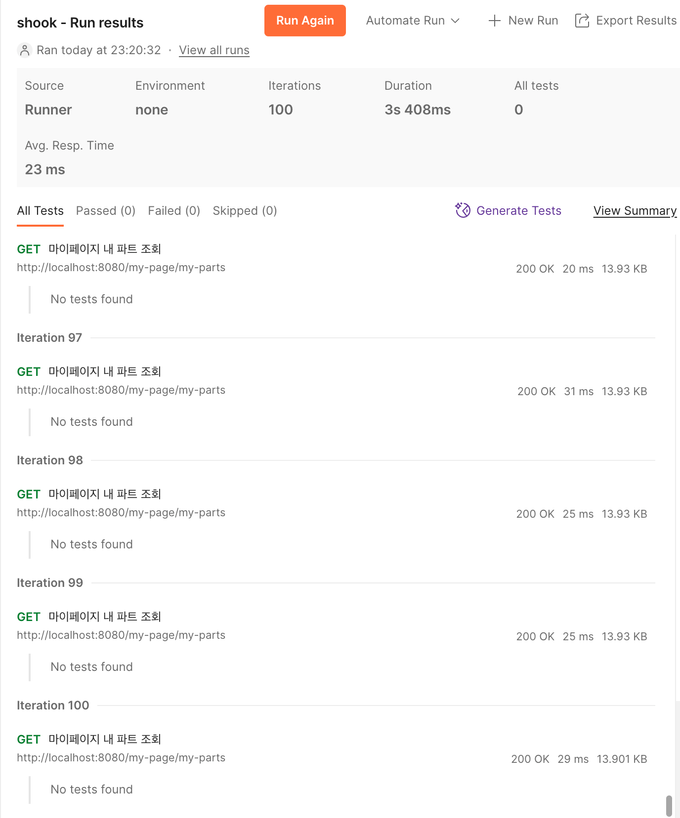 shook - Run results
Run Again
Automate Run
New Run
Export Results
Ran today at 23:20:32 · View all runs
Source Environment Iterations Duration All tests
Runner none 100 3s 408ms 0
Avg. Resp. Time
23 ms
All Tests Passed (0) Failed (0) Skipped (0) Generate Tests View Summary
GET 마이페이지 내 파트 조회
http://localhost:8080/my-page/my-parts 200 OK 20 ms 13.93 KB
No tests found
Iteration 97
GET 마이페이지 내 파트 조회
http://localhost:8080/my-page/my-parts 200 OK 31 ms 13.93 KB
No tests found
Iteration 98
GET 마이페이지 내 파트 조회
http://localhost:8080/my-page/my-parts 200 OK 25 ms 13.93 KB
No tests found
Iteration 99
GET 마이페이지 내 파트 조회
http://localhost:8080/my-page/my-parts 200 OK 25 ms 13.93 KB
No tests found
Iteration 100
GET 마이페이지 내 파트 조회
http://localhost:8080/my-page/my-parts 200 OK 29 ms 13.901 KB
No tests found